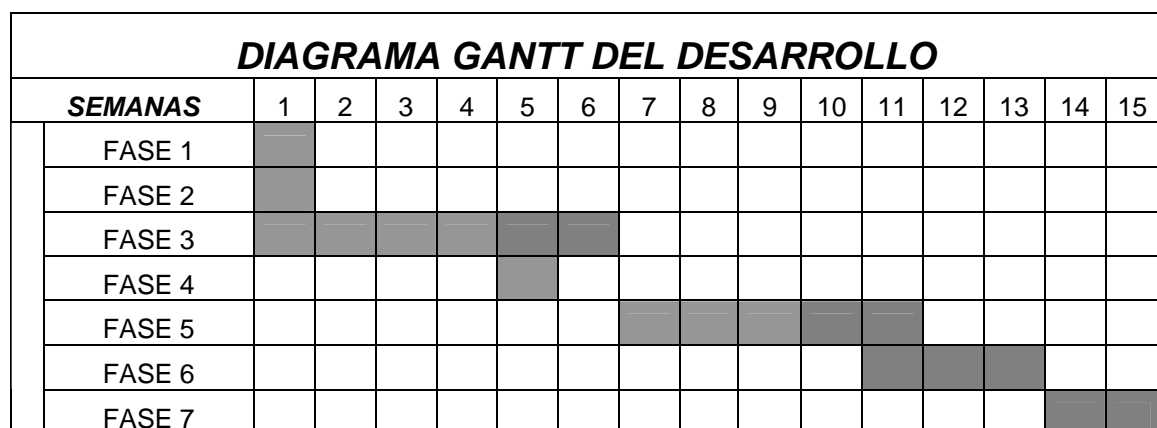 DIAGRAMA GANTT DEL DESARROLLO
SEMANAS 1 2 3 4 5 6 7 8 9 10 11 12 13 14 15
FASE 1
FASE 2
FASE 3
FASE 4
FASE 5
FASE 6
FASE 7